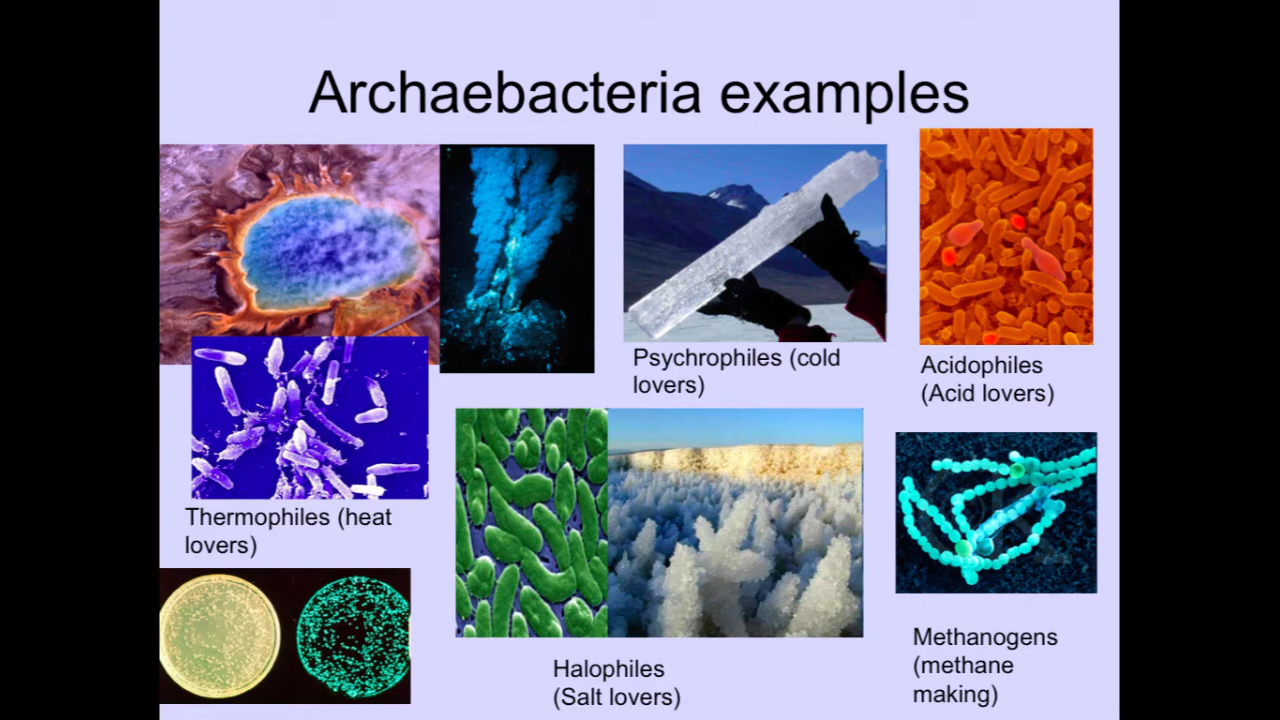 Archaebacteria examples
Psychrophiles (cold
lovers)
Acidophiles
(Acid lovers)
Thermophiles (heat
lovers)
Halophiles
(Salt lovers)
Methanogens
(methane
making)